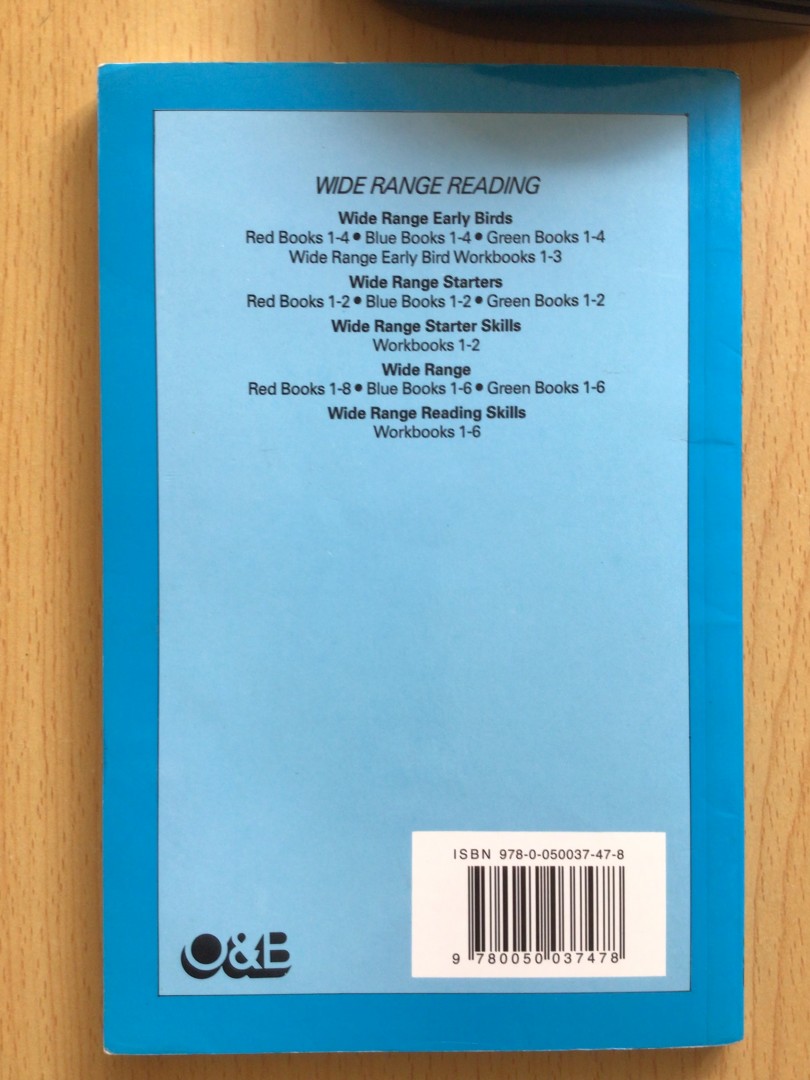 WIDE RANGE READING
Wide Range Early Birds
Red Books 1-4 • Blue Books 1-4 • Green Books 1-4
Wide Range Early Bird Workbooks 1-3
Wide Range Starters
Red Books 1-2 • Blue Books 1-2 • Green Books 1-2
Wide Range Starter Skills
Workbooks 1-2
Wide Range
Red Books 1-8 • Blue Books 1-6 • Green Books 1-6
Wide Range Reading Skills
Workbooks 1-6
ISBN 978-0-050037-47-8
9 780050 037478
O&B